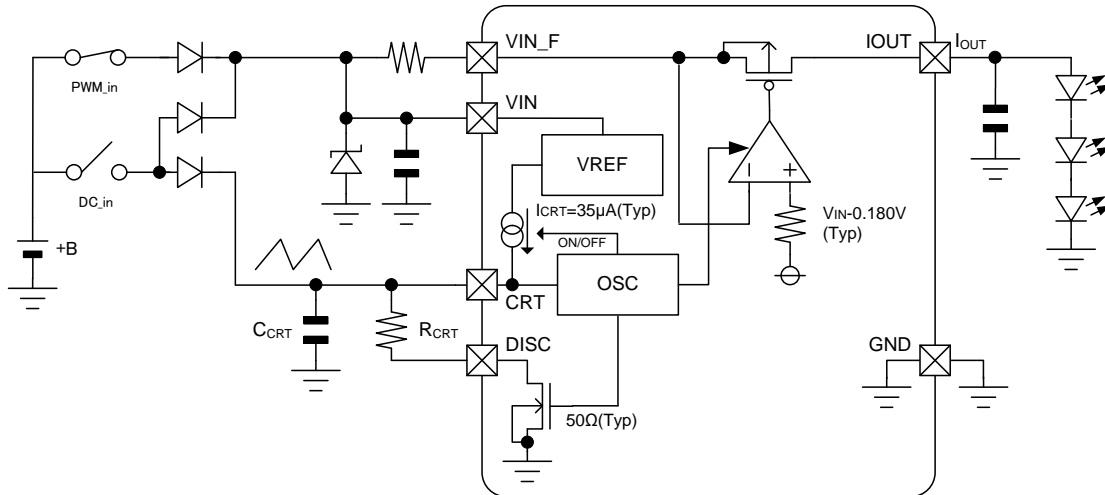 VIN_F
IOUT
IOUT
PWM_in
VIN
VREF
DC_in
ICRT=35μA(Typ)
VIN-0.180V
(Typ)
+B
ON/OFF
OSC
CRT
CCRT
RCRT
DISC
GND
50Ω(Typ)